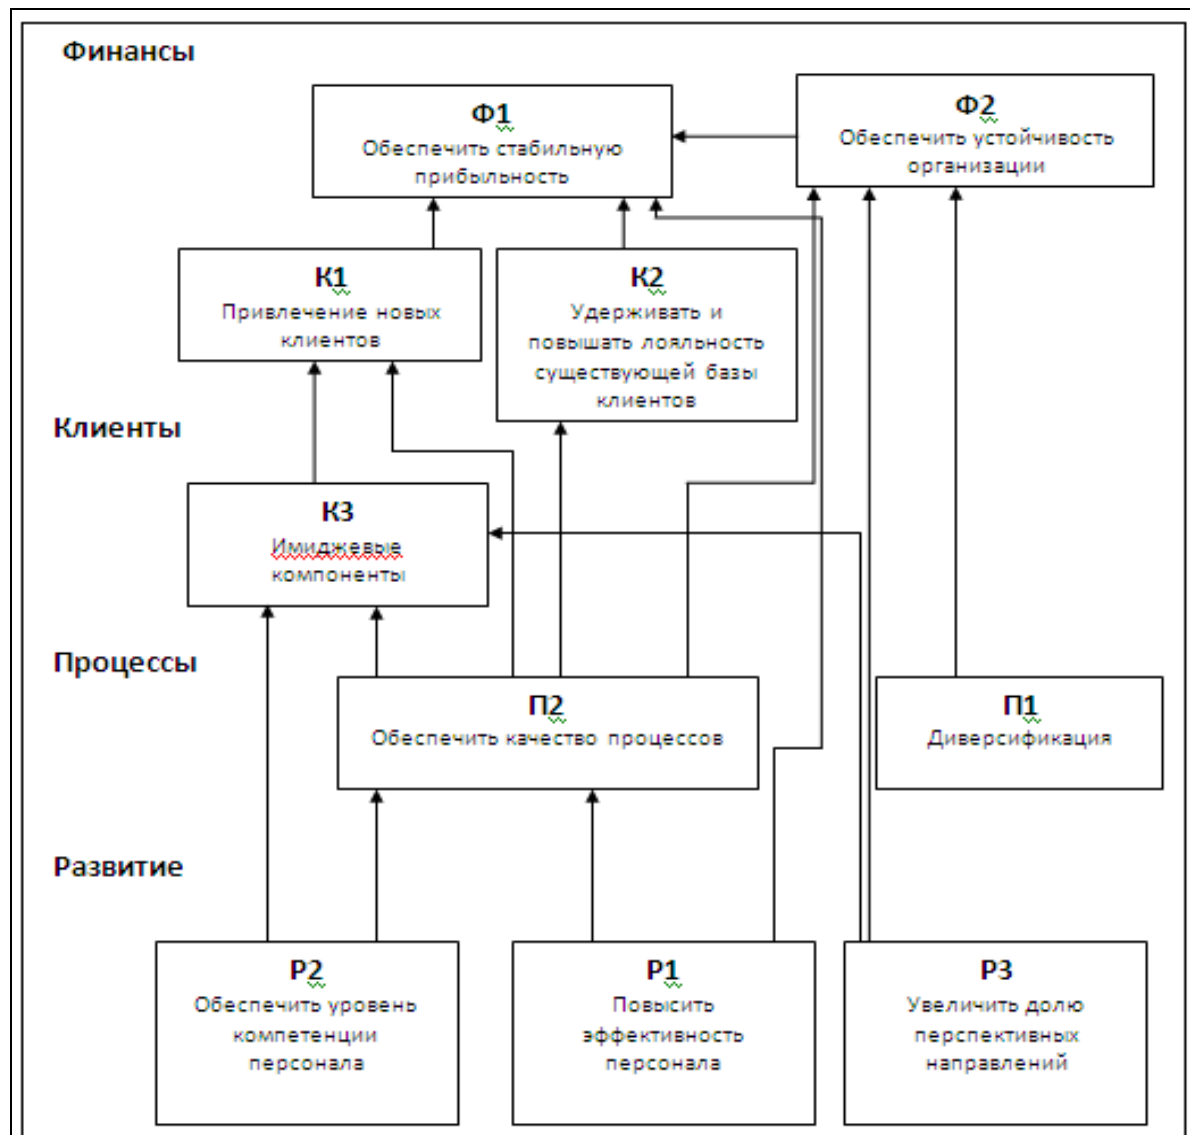 Финансы
Ф1
Обеспечить стабильную
прибыльность
Ф2
Обеспечить устойчивость
организации
К1
Привлечение новых
клиентов
К2
Удерживать и
повышать лояльность
существующей базы
клиентов
Клиенты
К3
Имиджевые
компоненты
Процессы
П2
Обеспечить качество процессов
П1
Диверсификация
Развитие
Р2
Обеспечить уровень
компетенции
персонала
Р1
Повысить
эффективность
персонала
Р3
Увеличить долю
перспективных
направлений